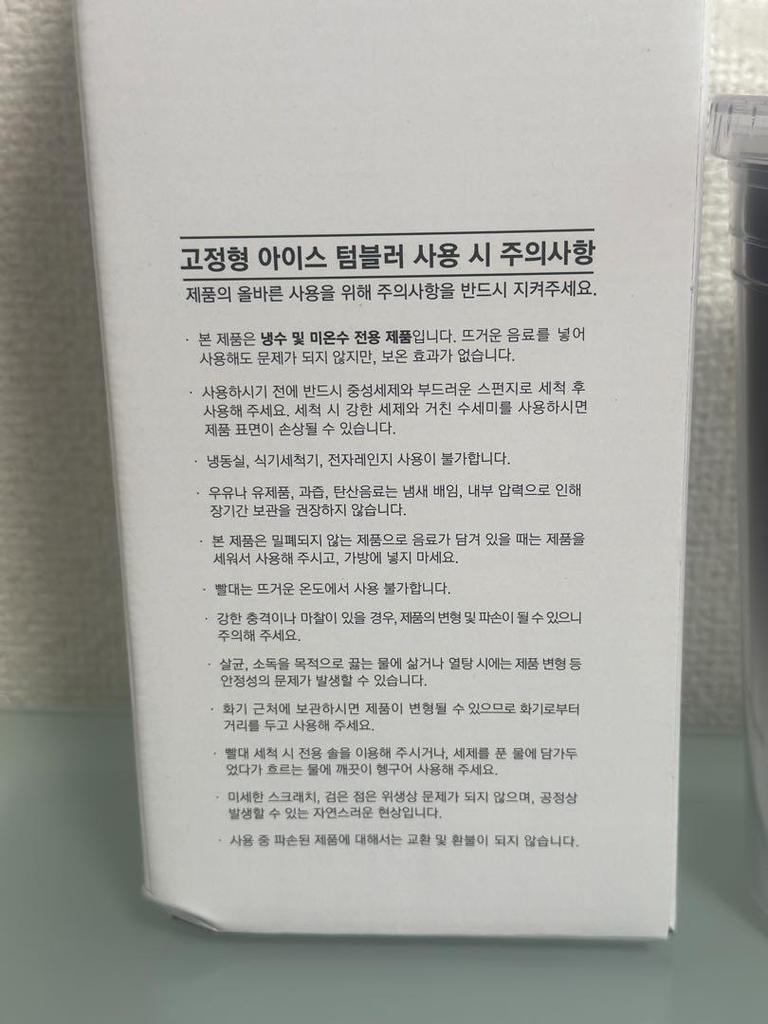 고정형 아이스 텀블러 사용 시 주의사항
제품의 올바른 사용을 위해 주의사항을 반드시 지켜주세요.
· 본 제품은 냉수 및 미온수 전용 제품입니다. 뜨거운 음료를 넣어
사용해도 문제가 되지 않지만, 보온 효과가 없습니다.
· 사용하시기 전에 반드시 중성세제와 부드러운 스펀지로 세척 후
사용해 주세요. 세척 시 강한 세제와 거친 수세미를 사용하시면
제품 표면이 손상될 수 있습니다.
· 냉동실, 식기세척기, 전자레인지 사용이 불가합니다.
· 우유나 유제품, 과즙, 탄산음료는 냄새 배임, 내부 압력으로 인해
장기간 보관을 권장하지 않습니다.
· 본 제품은 밀폐되지 않는 제품으로 음료가 담겨 있을 때는 제품을
세워서 사용해 주시고, 가방에 넣지 마세요.
· 빨대는 뜨거운 온도에서 사용 불가합니다.
· 강한 충격이나 마찰이 있을 경우, 제품의 변형 및 파손이 될 수 있으니
주의해 주세요.
· 살균, 소독을 목적으로 끓는 물에 삶거나 열탕 시에는 제품 변형 등
안정성의 문제가 발생할 수 있습니다.
· 화기 근처에 보관하시면 제품이 변형될 수 있으므로 화기로부터
거리를 두고 사용해 주세요.
· 빨대 세척 시 전용 솔을 이용해 주시거나, 세제를 푼 물에 담가두
었다가 흐르는 물에 깨끗이 헹구어 사용해 주세요.
· 미세한 스크래치, 검은 점은 위생상 문제가 되지 않으며, 공정상
발생할 수 있는 자연스러운 현상입니다.
· 사용 중 파손된 제품에 대해서는 교환 및 환불이 되지 않습니다.